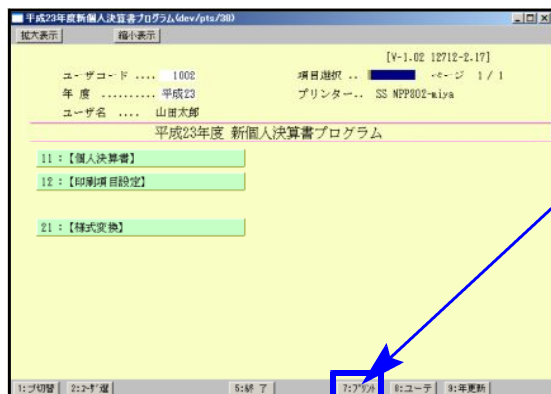 平成23年度新個人決算書プログラム(dev/pts/38)
拡大表示 縮小表示
[V-1.02 12712-2.17]
ユーザコード .... 1002 項目選択 .. ページ 1 / 1
年 度 .......... 平成23 プリンター.. SS NPP802-miya
ユーザ名 .... 山田太郎
平成23年度 新個人決算書プログラム
11:【個人決算書】
12:【印刷項目設定】
21:【様式変換】
1:プ切替 2:ユーザ選 5:終 了 7:プリント 8:ユーテ 9:年更新